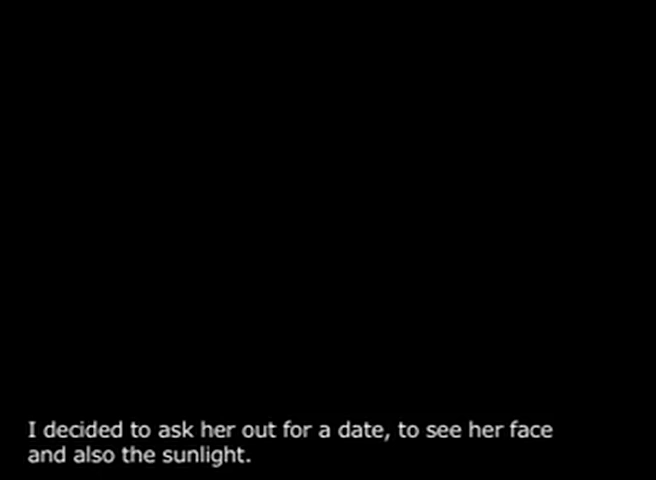 I decided to ask her out for a date, to see her face
and also the sunlight.